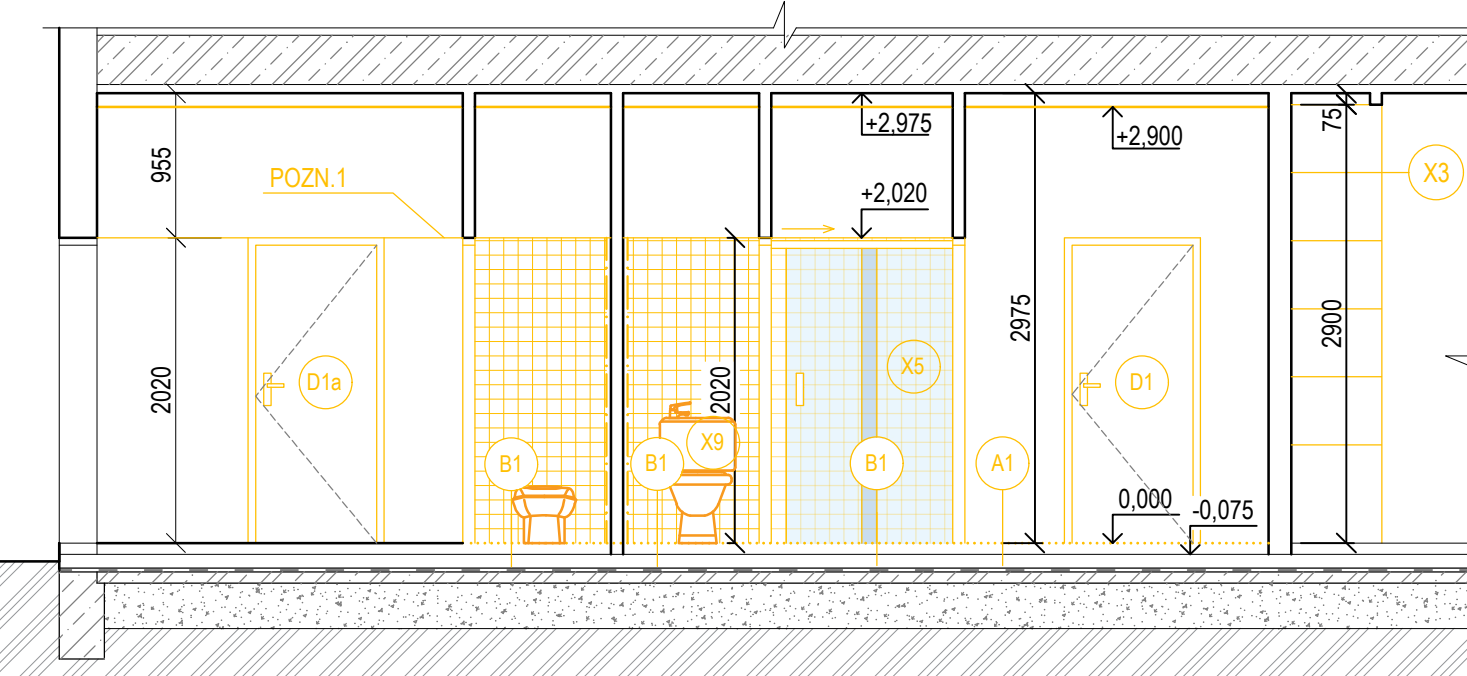 +2,975
+2,900
75
955
POZN.1
X3
+2,020
2975
2900
2020
D1a
2020
X5
D1
X9
B1
B1
B1
A1
0,000
-0,075